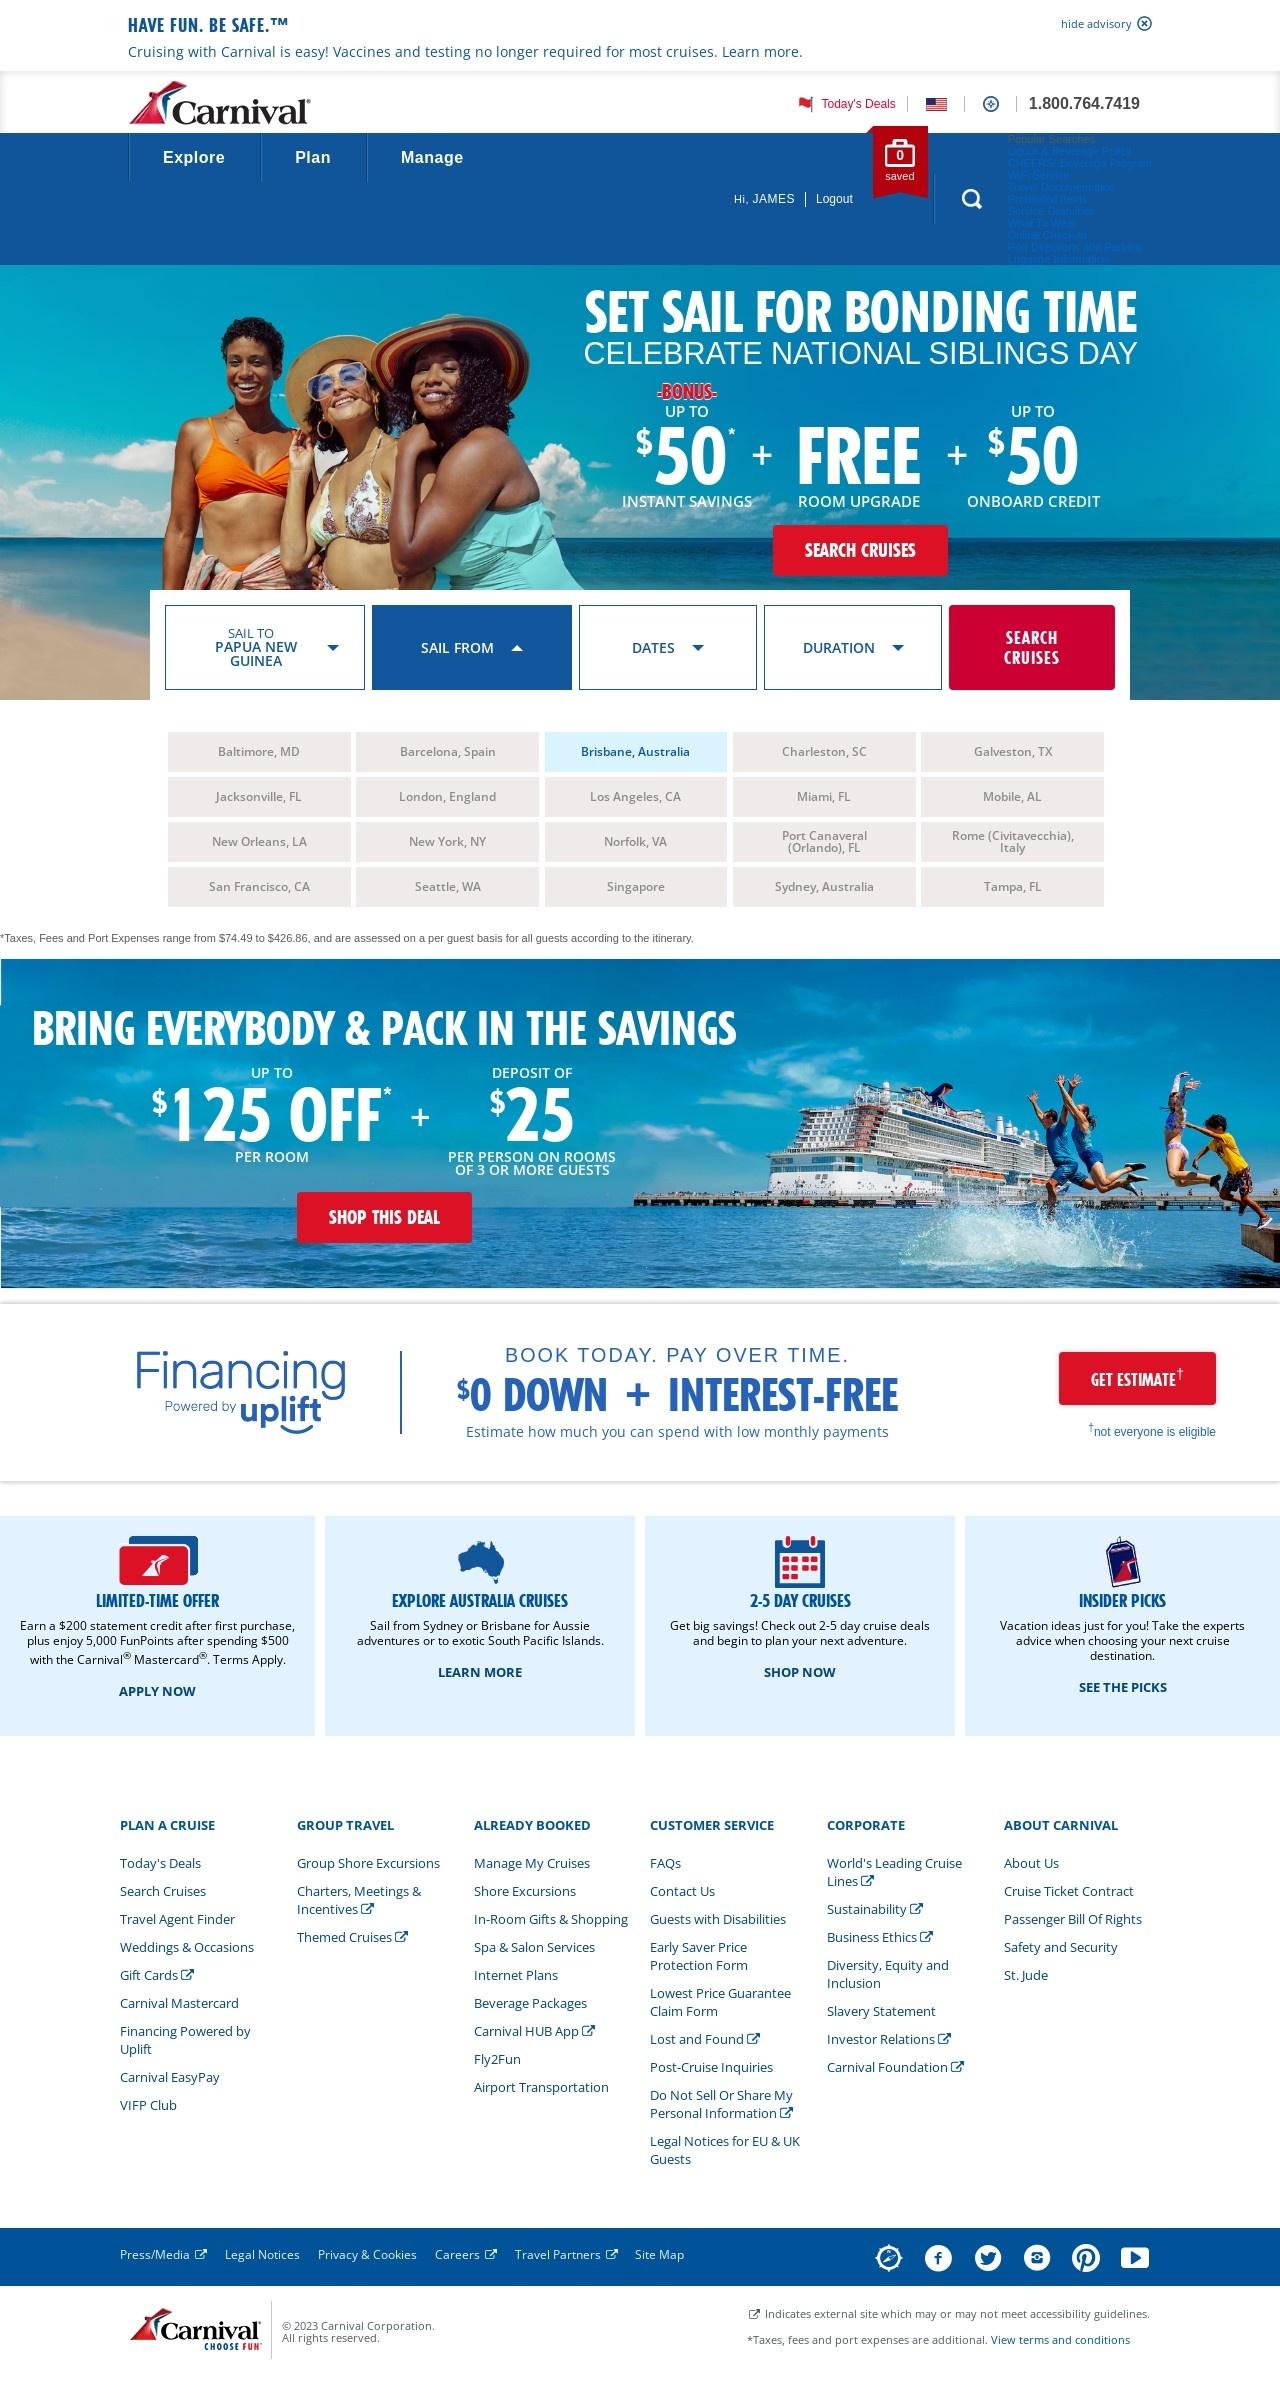 HAVE FUN. BE SAFE.™
hide advisory
Cruising with Carnival is easy! Vaccines and testing no longer required for most cruises. Learn more.
Carnival®
Today's Deals
1.800.764.7419
Explore
Plan
Manage
0
saved
Hi, JAMES
Logout
Popular Searches
SET SAIL FOR BONDING TIME
CELEBRATE NATIONAL SIBLINGS DAY
-BONUS-
UP TO
$50*
INSTANT SAVINGS
+
FREE
ROOM UPGRADE
+
UP TO
$50
ONBOARD CREDIT
SEARCH CRUISES
SAIL TO
PAPUA NEW
GUINEA
SAIL FROM
DATES
DURATION
SEARCH
CRUISES
Baltimore, MD
Barcelona, Spain
Brisbane, Australia
Charleston, SC
Galveston, TX
Jacksonville, FL
London, England
Los Angeles, CA
Miami, FL
Mobile, AL
New Orleans, LA
New York, NY
Norfolk, VA
Port Canaveral
(Orlando), FL
Rome (Civitavecchia),
Italy
San Francisco, CA
Seattle, WA
Singapore
Sydney, Australia
Tampa, FL
*Taxes, Fees and Port Expenses range from $74.49 to $426.86, and are assessed on a per guest basis for all guests according to the itinerary.
BRING EVERYBODY & PACK IN THE SAVINGS
UP TO
$125 OFF*
PER ROOM
+
DEPOSIT OF
$25
PER PERSON ON ROOMS
OF 3 OR MORE GUESTS
SHOP THIS DEAL
Financing
Powered by uplift
BOOK TODAY. PAY OVER TIME.
$0 DOWN + INTEREST-FREE
Estimate how much you can spend with low monthly payments
GET ESTIMATE†
†not everyone is eligible
LIMITED-TIME OFFER
Earn a $200 statement credit after first purchase,
plus enjoy 5,000 FunPoints after spending $500
with the Carnival® Mastercard®. Terms Apply.
APPLY NOW
EXPLORE AUSTRALIA CRUISES
Sail from Sydney or Brisbane for Aussie
adventures or to exotic South Pacific Islands.
LEARN MORE
2-5 DAY CRUISES
Get big savings! Check out 2-5 day cruise deals
and begin to plan your next adventure.
SHOP NOW
INSIDER PICKS
Vacation ideas just for you! Take the experts
advice when choosing your next cruise
destination.
SEE THE PICKS
PLAN A CRUISE
Today's Deals
Search Cruises
Travel Agent Finder
Weddings & Occasions
Gift Cards
Carnival Mastercard
Financing Powered by
Uplift
Carnival EasyPay
VIFP Club
GROUP TRAVEL
Group Shore Excursions
Charters, Meetings &
Incentives
Themed Cruises
ALREADY BOOKED
Manage My Cruises
Shore Excursions
In-Room Gifts & Shopping
Spa & Salon Services
Internet Plans
Beverage Packages
Carnival HUB App
Fly2Fun
Airport Transportation
CUSTOMER SERVICE
FAQs
Contact Us
Guests with Disabilities
Early Saver Price
Protection Form
Lowest Price Guarantee
Claim Form
Lost and Found
Post-Cruise Inquiries
Do Not Sell Or Share My
Personal Information
Legal Notices for EU & UK
Guests
CORPORATE
World's Leading Cruise
Lines
Sustainability
Business Ethics
Diversity, Equity and
Inclusion
Slavery Statement
Investor Relations
Carnival Foundation
ABOUT CARNIVAL
About Us
Cruise Ticket Contract
Passenger Bill Of Rights
Safety and Security
St. Jude
Press/Media
Legal Notices
Privacy & Cookies
Careers
Travel Partners
Site Map
Carnival
CHOOSE FUN
© 2023 Carnival Corporation.
All rights reserved.
Indicates external site which may or may not meet accessibility guidelines.
*Taxes, fees and port expenses are additional. View terms and conditions